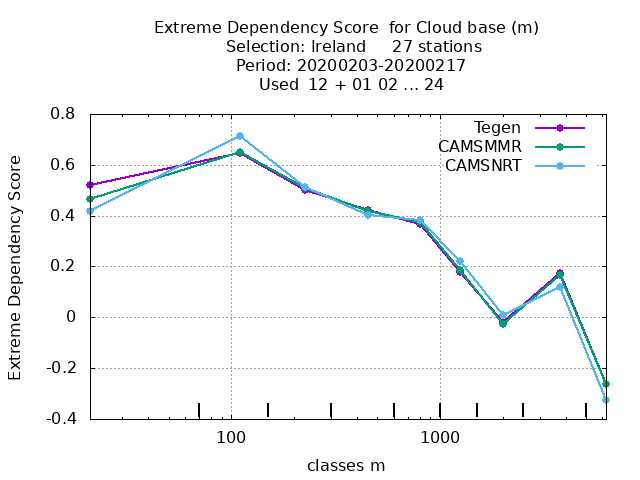 Extreme Dependency Score  for Cloud base (m)
Selection: Ireland     27 stations
Period: 20200203-20200217
Used  12 + 01 02 ... 24
Tegen
CAMSMMR
CAMSNRT
Extreme Dependency Score
0.8
0.6
0.4
0.2
0
-0.2
-0.4
100 1000
classes m